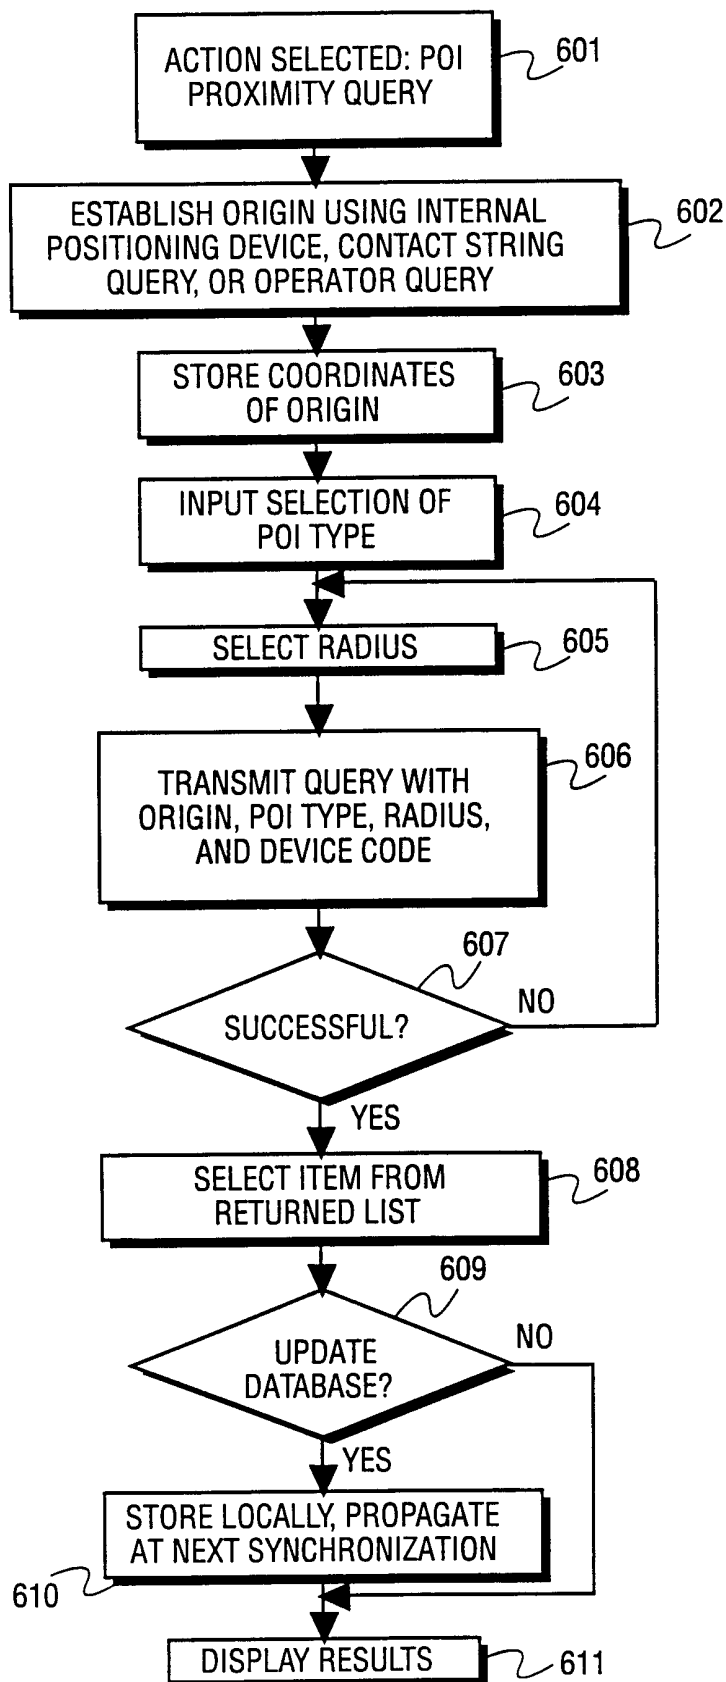 ACTION SELECTED: POI
PROXIMITY QUERY
601
ESTABLISH ORIGIN USING INTERNAL
POSITIONING DEVICE, CONTACT STRING
QUERY, OR OPERATOR QUERY
602
STORE COORDINATES
OF ORIGIN
603
INPUT SELECTION OF
POI TYPE
604
SELECT RADIUS
605
TRANSMIT QUERY WITH
ORIGIN, POI TYPE, RADIUS,
AND DEVICE CODE
606
607
SUCCESSFUL?
NO
YES
SELECT ITEM FROM
RETURNED LIST
608
609
UPDATE
DATABASE?
NO
YES
STORE LOCALLY, PROPAGATE
AT NEXT SYNCHRONIZATION
610
DISPLAY RESULTS
611